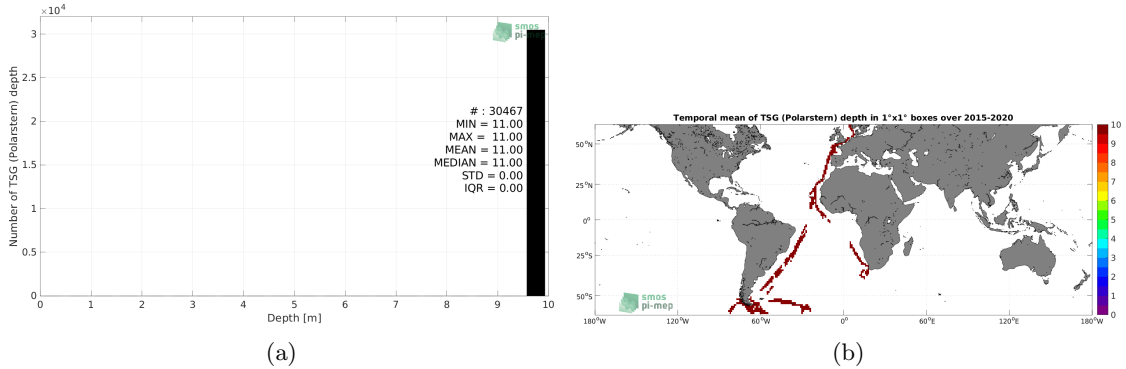 ×10⁴
3
2.5
2
1.5
1
0.5
0
Number of TSG (Polarstern) depth
smos
pi-mep
# : 30467
MIN = 11.00
MAX = 11.00
MEAN = 11.00
MEDIAN = 11.00
STD = 0.00
IQR = 0.00
0 1 2 3 4 5 6 7 8 9 10
Depth [m]
(a)
Temporal mean of TSG (Polarstern) depth in 1°x1° boxes over 2015-2020
50°N
25°N
0°
25°S
50°S
smos
pi-mep
180°W 120°W 60°W 0° 60°E 120°E 180°W
10
9
8
7
6
5
4
3
2
1
0
(b)